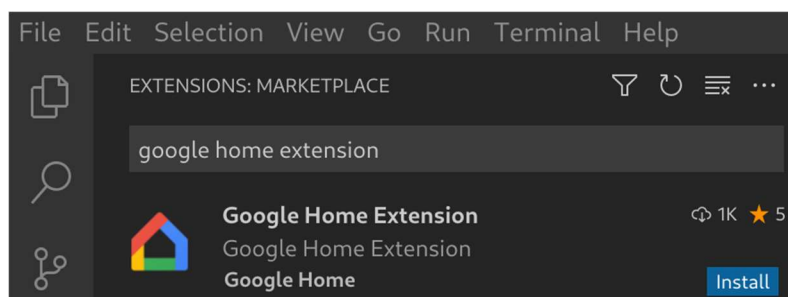 File Edit Selection View Go Run Terminal Help
EXTENSIONS: MARKETPLACE
google home extension
Google Home Extension 1K 5
Google Home Extension
Google Home Install